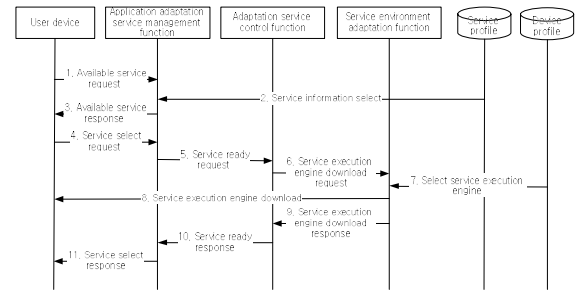 User device
Application adaptation
service management
function
Adaptation service
control function
Service environment
adaptation function
Service
profile
Device
profile
1, Available service
request
2, Service information select
3, Available service
response
4, Service select
request
5, Service ready
request
6, Service execution
engine download
request
7, Select service execution
engine
8, Service execution engine download
9, Service execution
engine download
response
10, Service ready
response
11, Service select
response